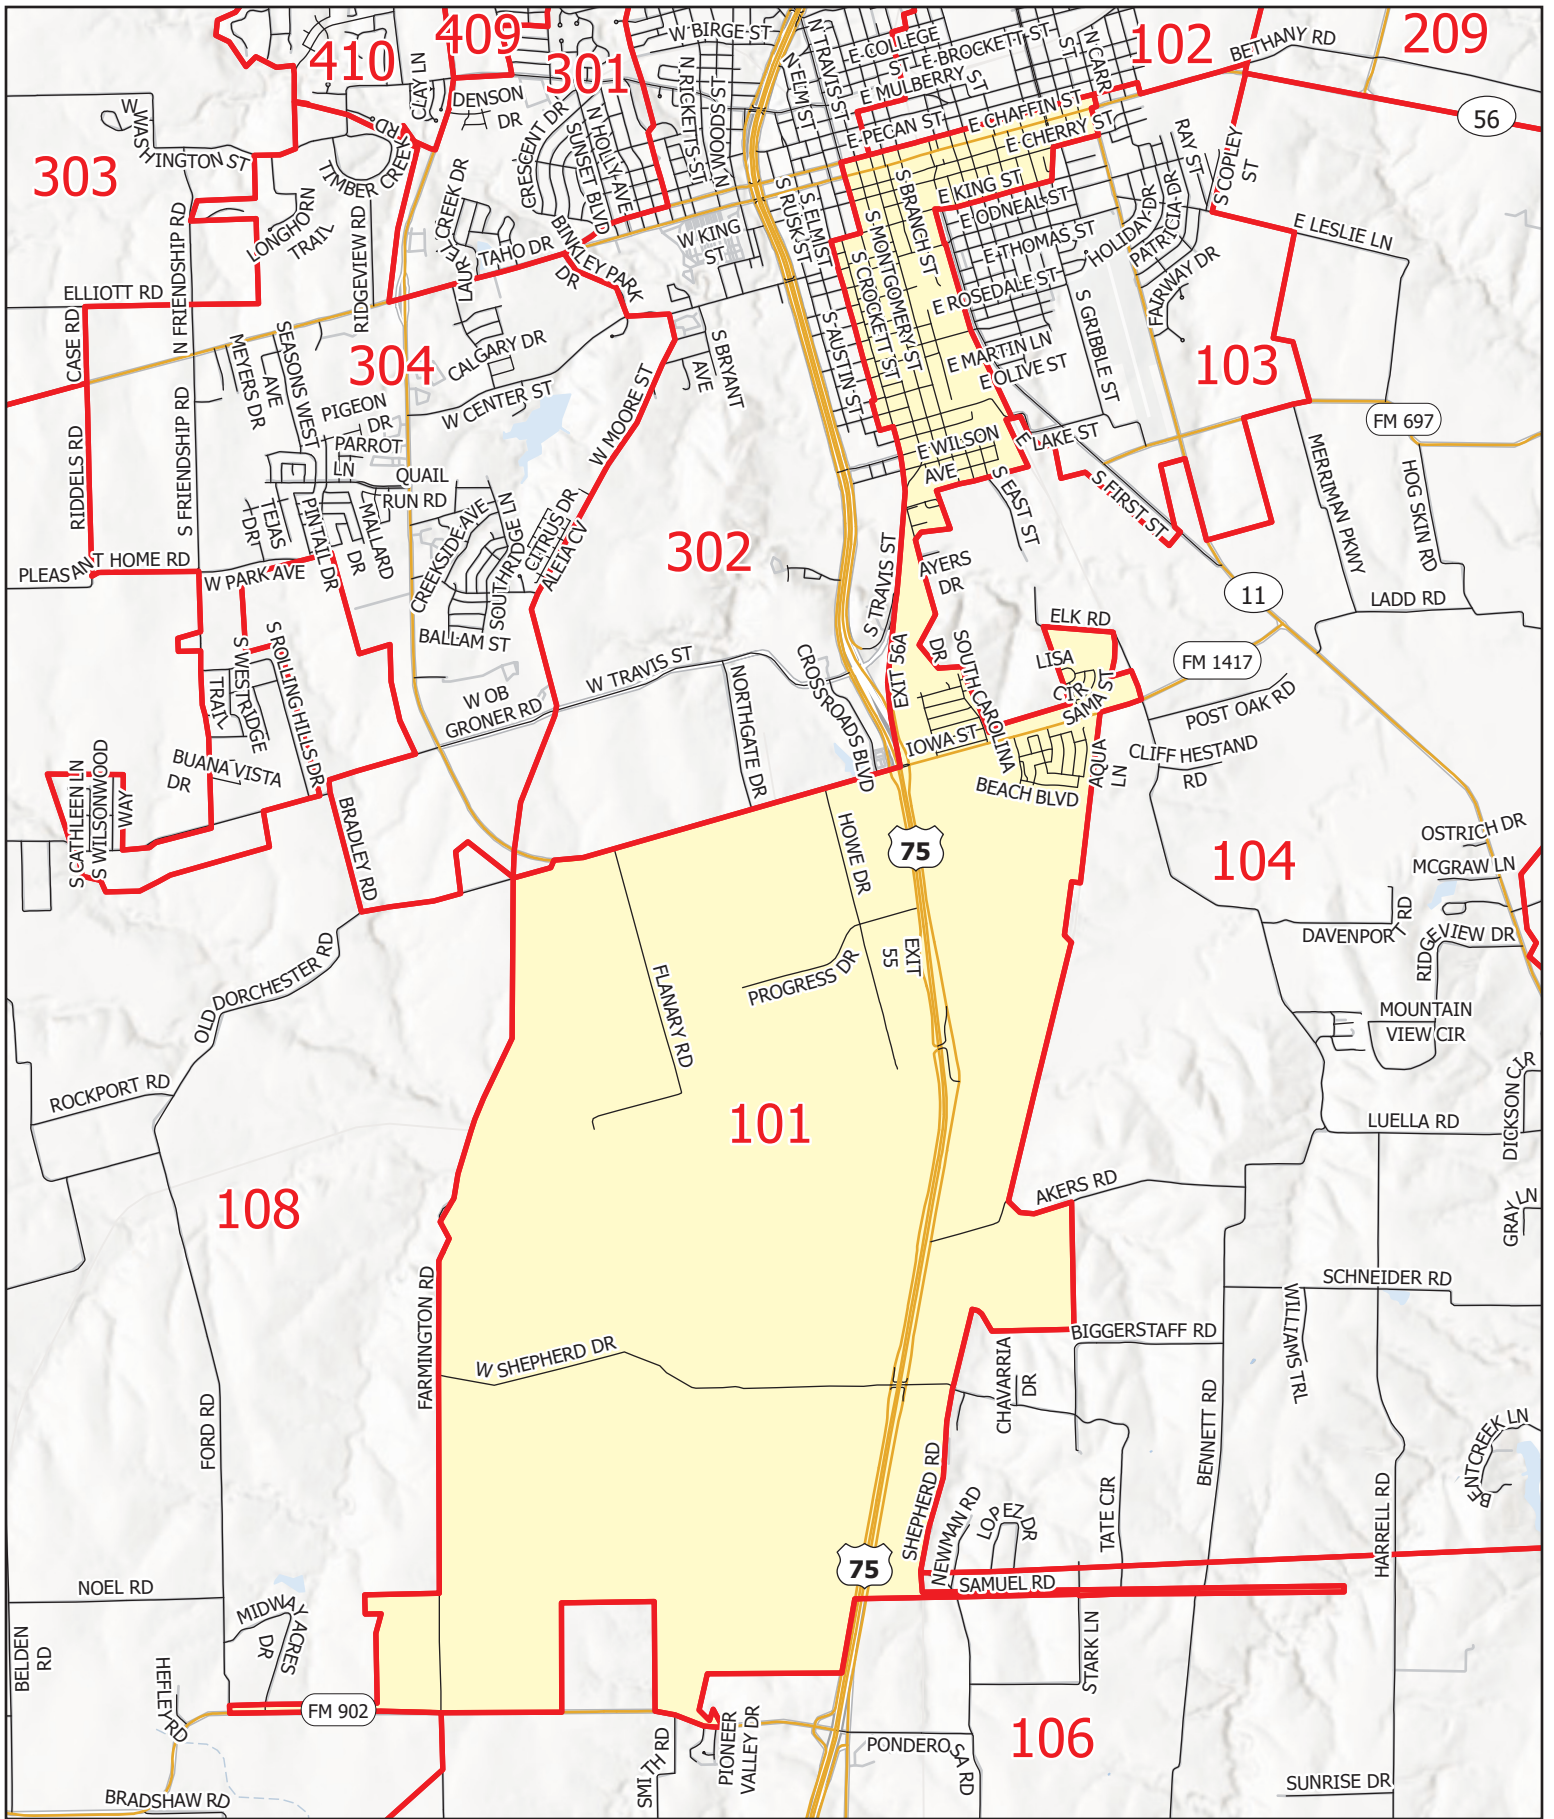 409
410
301
102
209
W BIRGE ST
N TRAVIS ST
E COLLEGE
ST
E BROCKETT ST
ST
ST
N CARR
BETHANY RD
CLAY LN
DENSON
DR
N RICKETTS ST
N WOODS ST
N ELM ST
E MULBERRY
ST
E PECAN ST
E CHAFFIN ST
E CHERRY ST
56
W WASHINGTON ST
303
TIMBER CREEK RD
CRESCENT DR
SUNSET BLVD
N HOLLY AVE
RAY ST
S COPLEY
ST
LONGHORN
TRAIL
RIDGEVIEW RD
LAUREL CREEK DR
TAHO DR
BINKLEY PARK
DR
W KING
ST
S RUSK ST
S ELM ST
S BRANCH ST
E KING ST
E ODNEAL ST
E THOMAS ST
HOLIDAY DR
PATRICIA DR
FAIRWAY DR
E LESLIE LN
ELLIOTT RD
N FRIENDSHIP RD
CASE RD
S MONTGOMERY ST
S CROCKETT ST
S AUSTIN ST
E ROSEDALE ST
S GRIBBLE ST
MEYERS DR
SEASONS WEST
AVE
304
CALGARY DR
S BRYANT
AVE
E MARTIN LN
E OLIVE ST
103
PIGEON
DR
PARROT
LN
W CENTER ST
W MOORE ST
E WILSON
AVE
E LAKE ST
FM 697
RIDDELS RD
S FRIENDSHIP RD
QUAIL
RUN RD
TEJAS
DR
PINTAIL DR
MALLARD
DR
CREEKSIDE AVE
SOUTHRIDGE LN
CITRUS DR
ALETA CV
302
S EAST ST
S FIRST ST
MERRIMAN PKWY
HOG SKIN RD
PLEASANT HOME RD
W PARK AVE
AYERS
DR
S TRAVIS ST
11
LADD RD
BALLAM ST
ELK RD
LISA
CIR
SAMA ST
FM 1417
S WESTRIDGE
TRAIL
S ROLLING HILLS DR
W OB
GRONER RD
W TRAVIS ST
NORTHGATE DR
CROSSROADS BLVD
EXIT 56A
SOUTH CAROLINA
DR
IOWA ST
POST OAK RD
CLIFF HESTAND
RD
BUANA VISTA
DR
S CATHLEEN LN
S WILSONWOOD
WAY
BEACH BLVD
AQUA
LN
BRADLEY RD
HOWE DR
75
104
OSTRICH DR
MCGRAW LN
DAVENPORT RD
RIDGEVIEW DR
OLD DORCHESTER RD
FLANARY RD
PROGRESS DR
EXIT
55
MOUNTAIN
VIEW CIR
ROCKPORT RD
101
LUELLA RD
DICKSON CIR
108
AKERS RD
GRAY LN
FARMINGTON RD
SCHNEIDER RD
WILLIAMS TRL
W SHEPHERD DR
BIGGERSTAFF RD
CHAVARRIA
DR
FORD RD
BENNETT RD
BENTCREEK LN
SHEPHERD RD
NEWMAN RD
LOPEZ DR
TATE CIR
HARRELL RD
75
NOEL RD
SAMUEL RD
MIDWAY ACRES
DR
BELDEN
RD
STARK LN
HEFLEY RD
FM 902
SMITH RD
PIONEER
VALLEY DR
PONDEROSA RD
106
BRADSHAW RD
SUNRISE DR